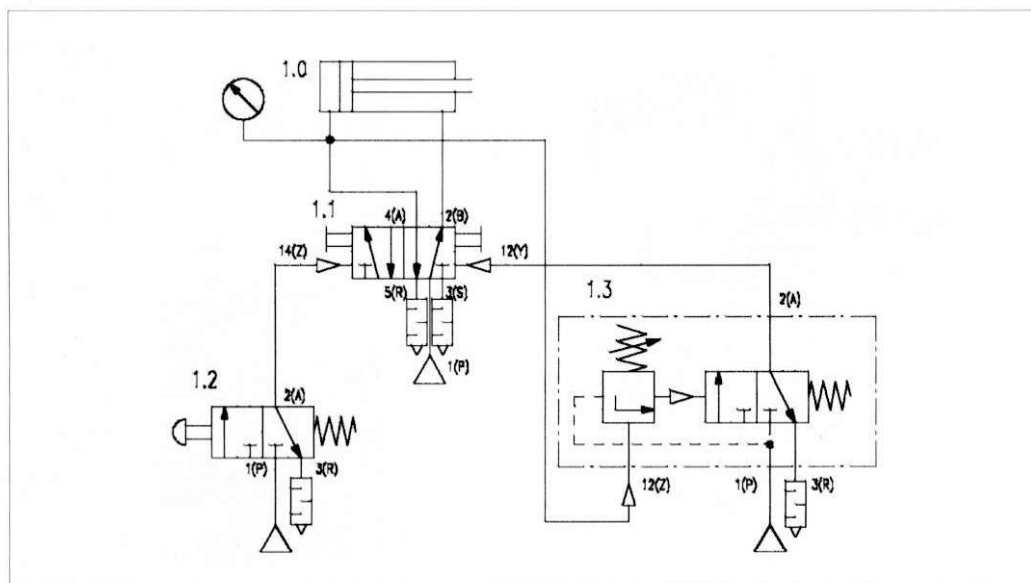 1.0
1.1
4(A)
2(B)
14(Z)
12(Y)
5(R)
3(S)
1(P)
1.3
2(A)
1.2
2(A)
1(P)
3(R)
12(Z)
1(P)
3(R)